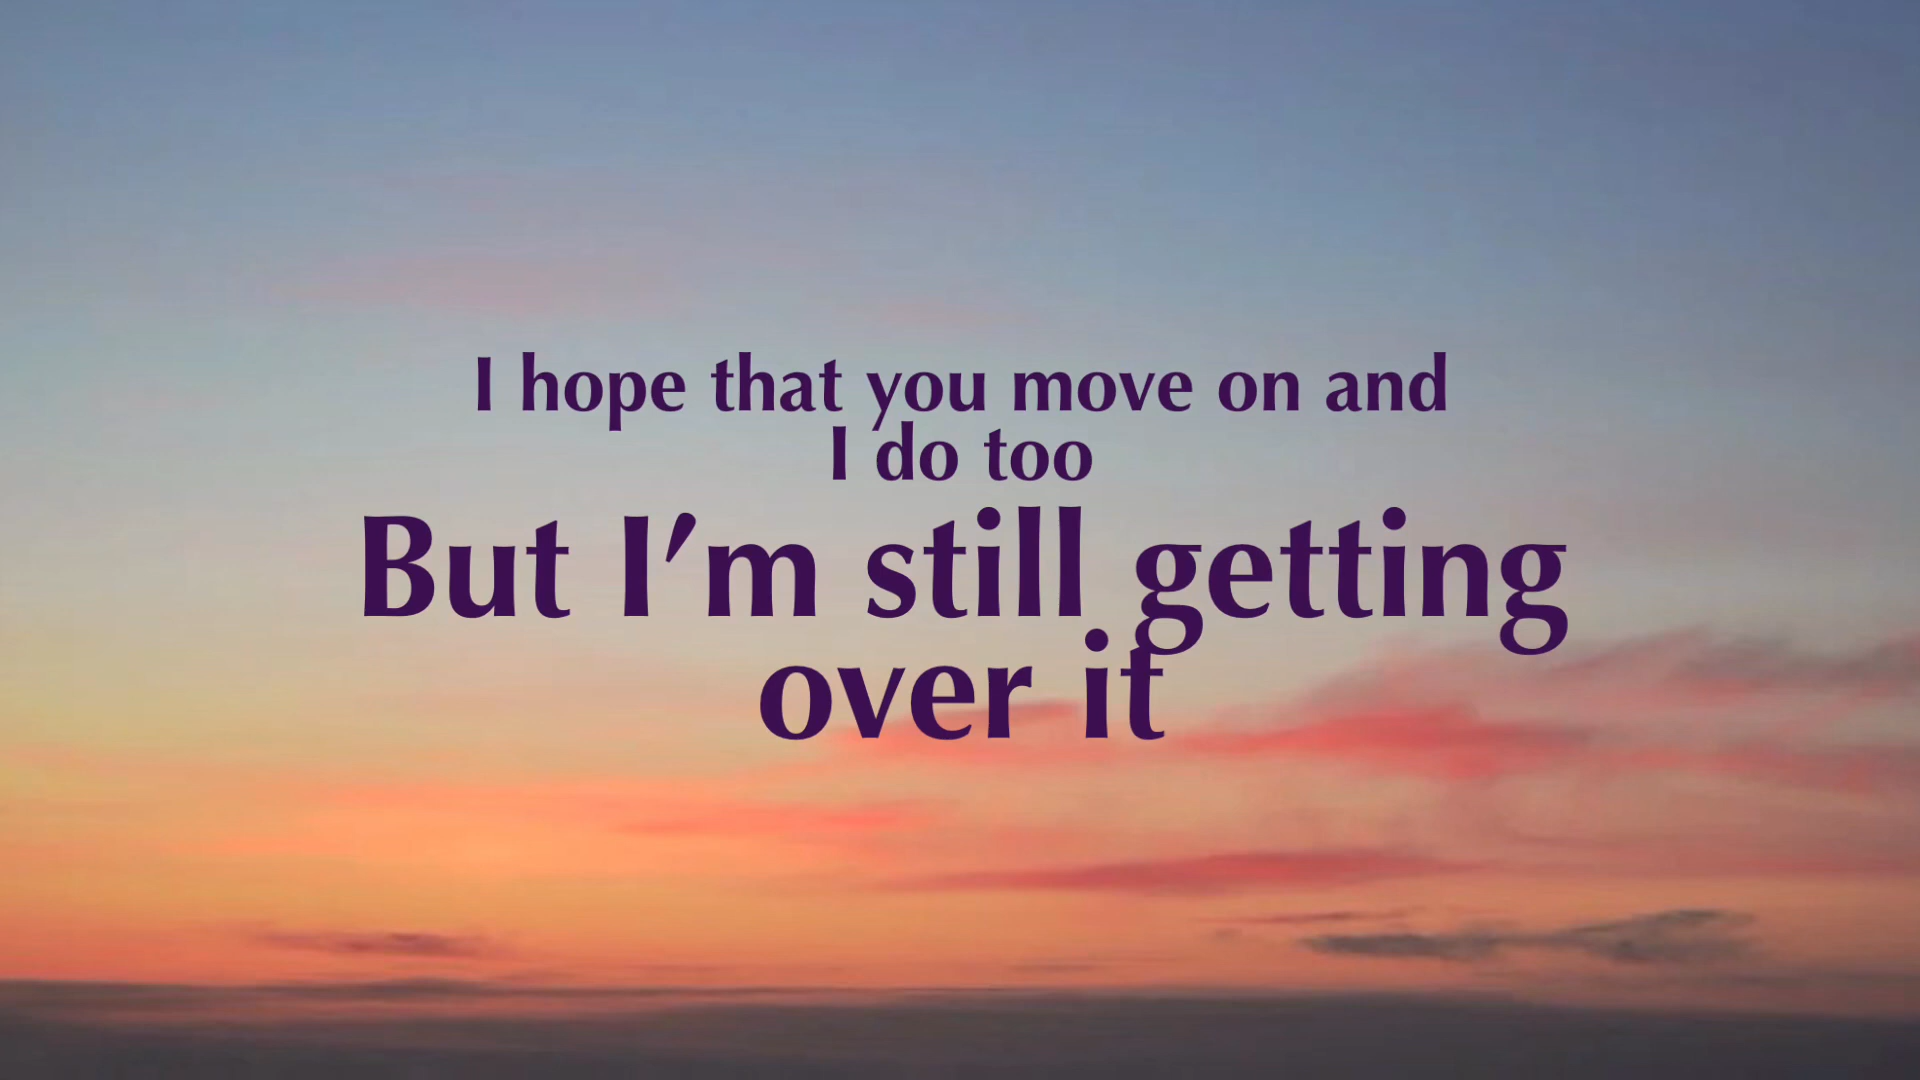 I hope that you move on and
I do too
But I’m still getting
over it